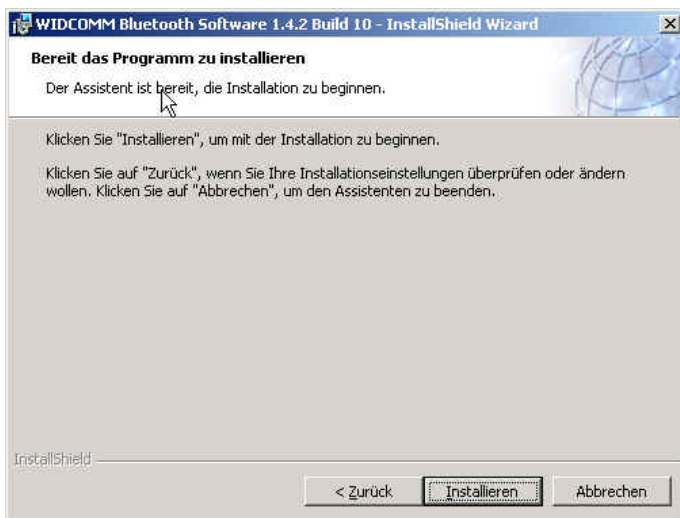 WIDCOMM Bluetooth Software 1.4.2 Build 10 - InstallShield Wizard
Bereit das Programm zu installieren
Der Assistent ist bereit, die Installation zu beginnen.
Klicken Sie "Installieren", um mit der Installation zu beginnen.
Klicken Sie auf "Zurück", wenn Sie Ihre Installationseinstellungen überprüfen oder ändern
wollen. Klicken Sie auf "Abbrechen", um den Assistenten zu beenden.
InstallShield
< Zurück
Installieren
Abbrechen